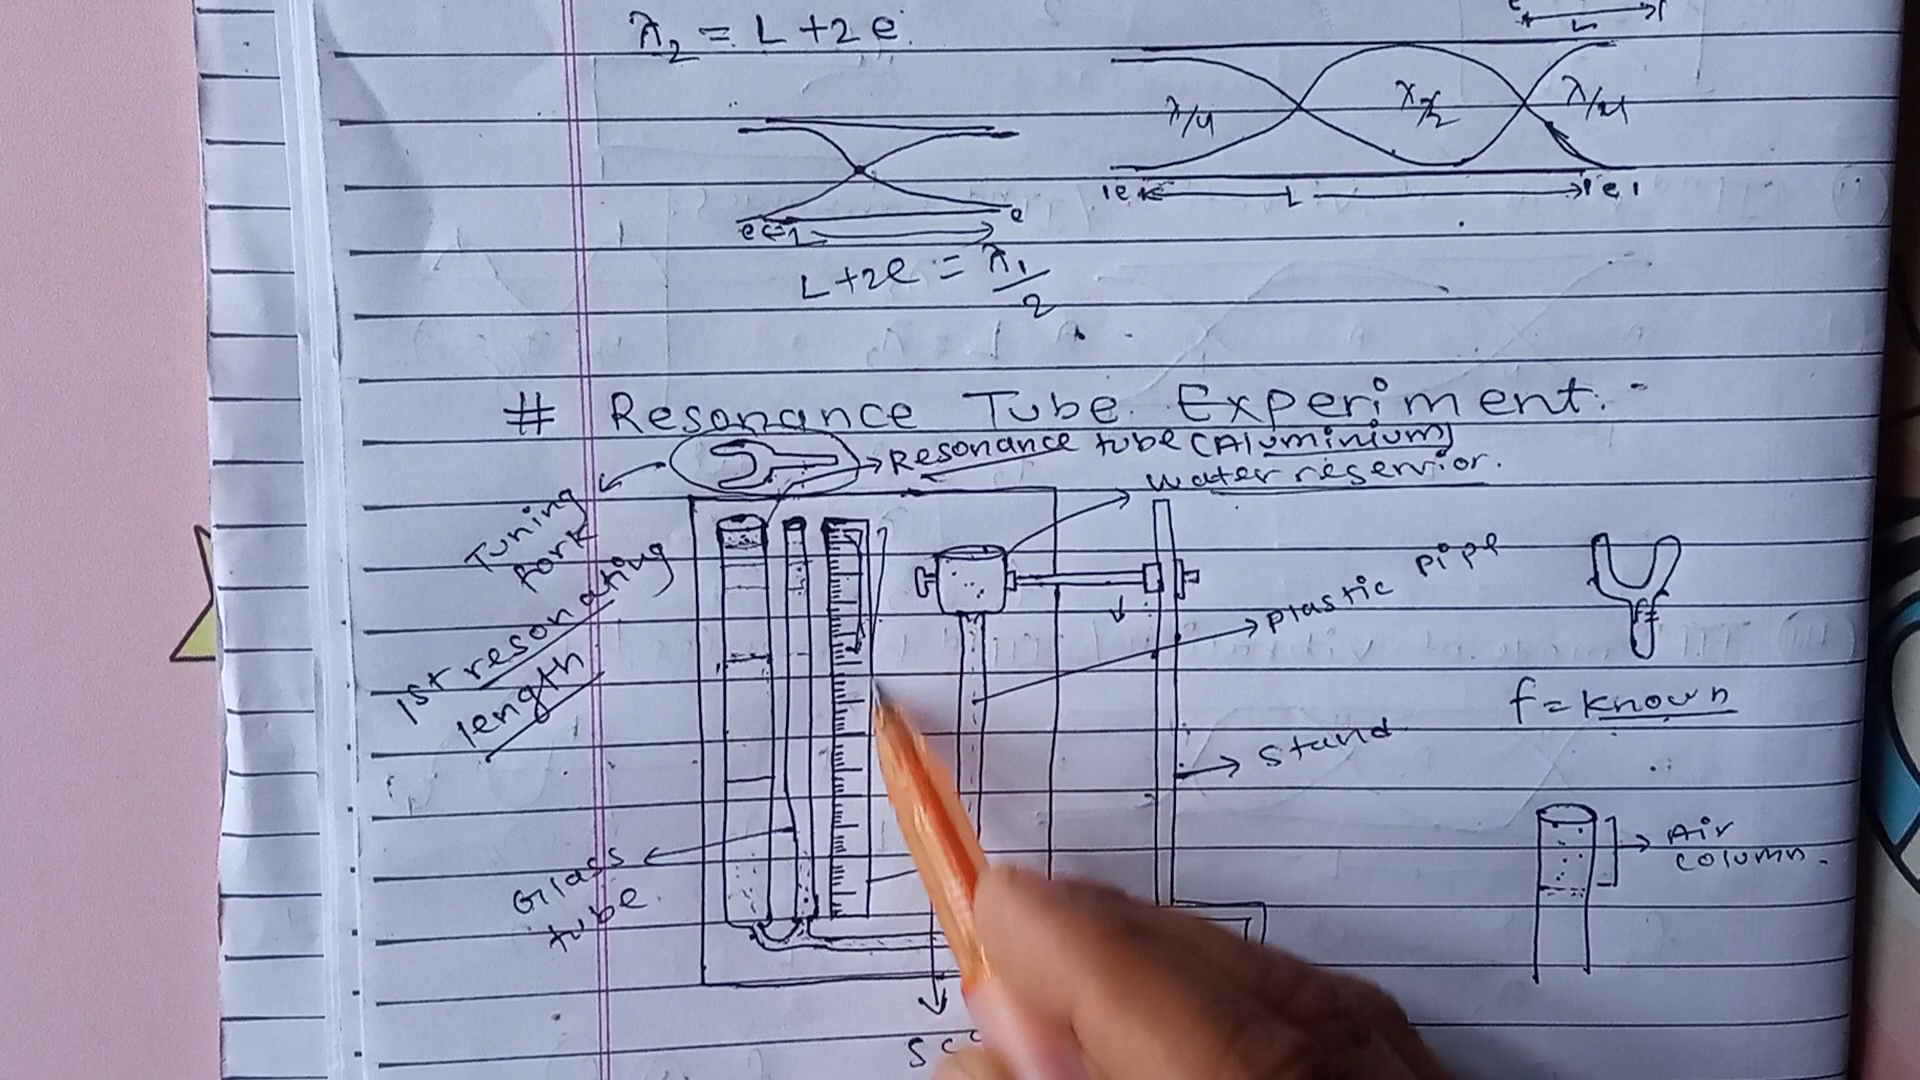 λ₂ = L + 2e.
L
λ/4
λ/2
λ/4
e
L
e
e
L
e
L + 2e = λ₁/2
# Resonance Tube Experiment :-
Resonance tube (Aluminium)
water reservior.
Tuning
fork
1st resonating
length
plastic pipe
f = known
stand
Air
column.
Glass
tube.